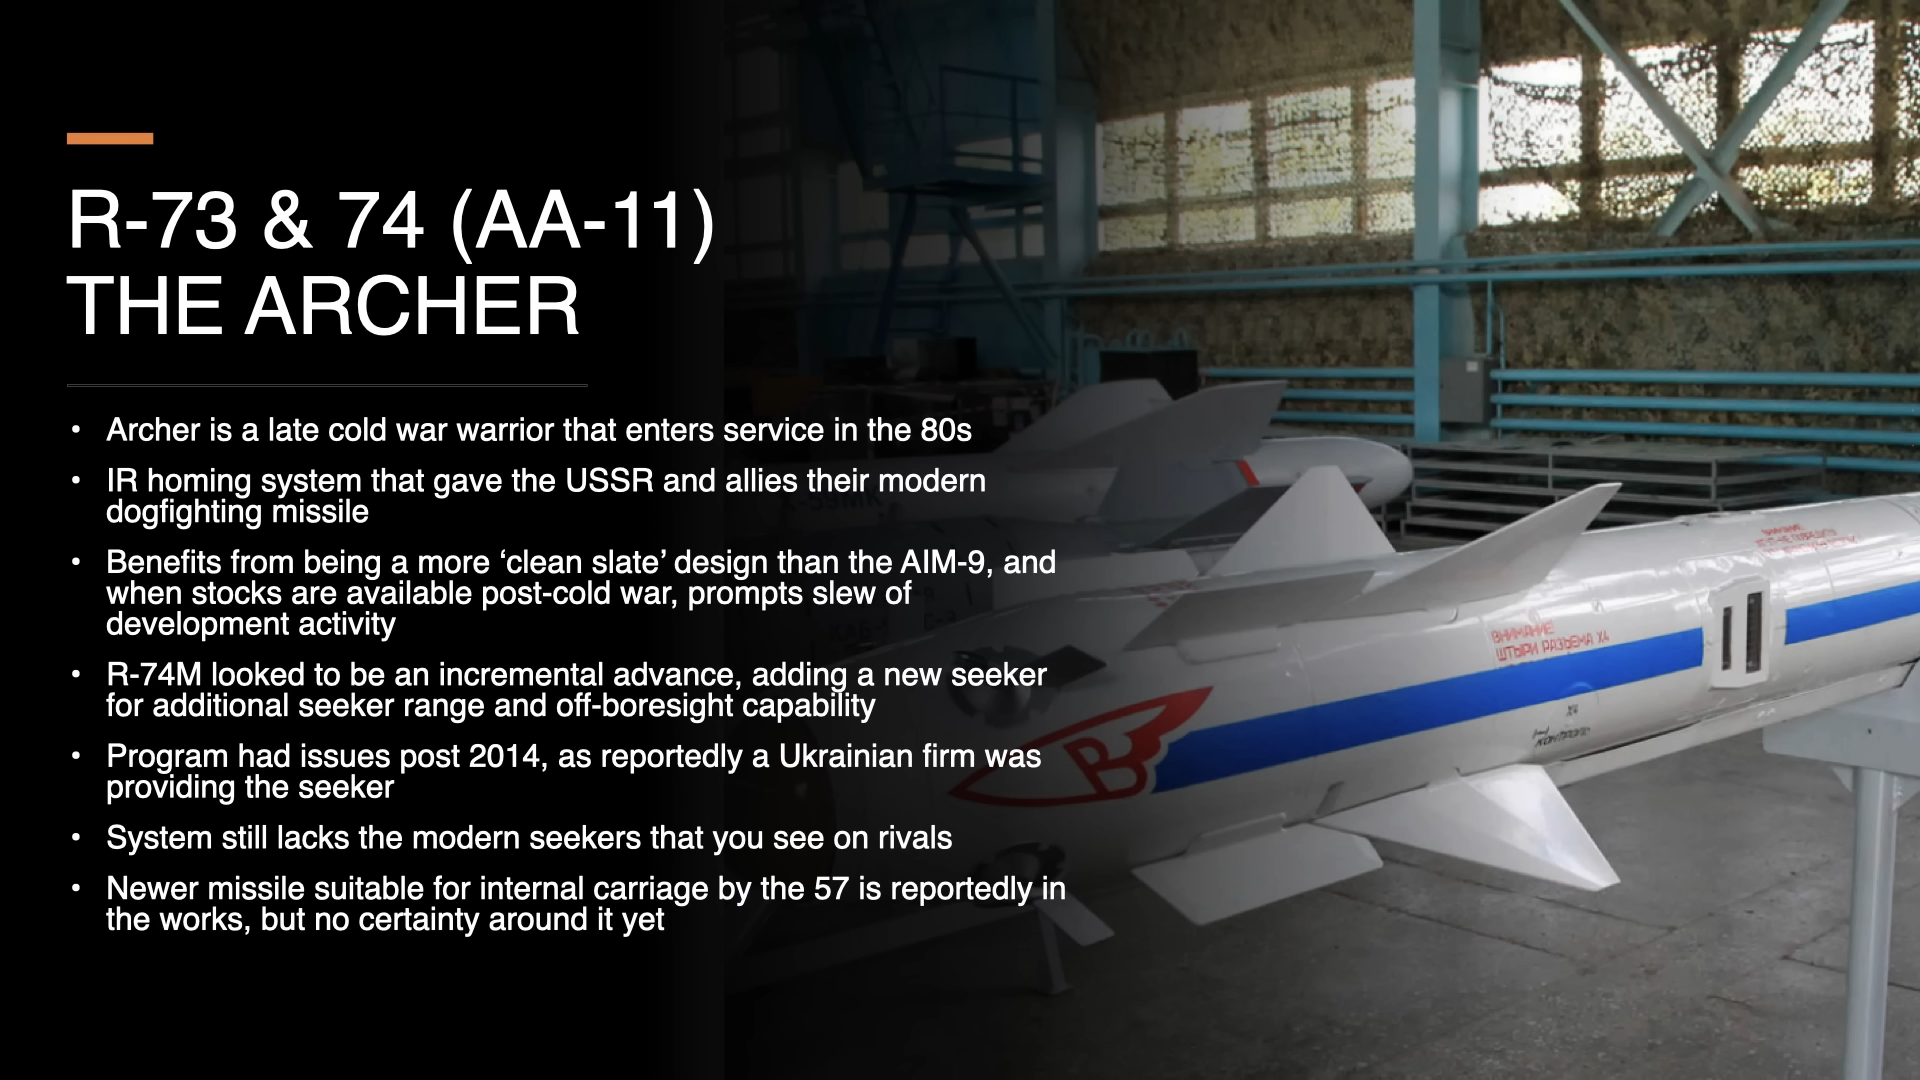 R-73 & 74 (AA-11)
THE ARCHER
• Archer is a late cold war warrior that enters service in the 80s
• IR homing system that gave the USSR and allies their modern
dogfighting missile
• Benefits from being a more ‘clean slate’ design than the AIM-9, and
when stocks are available post-cold war, prompts slew of
development activity
• R-74M looked to be an incremental advance, adding a new seeker
for additional seeker range and off-boresight capability
• Program had issues post 2014, as reportedly a Ukrainian firm was
providing the seeker
• System still lacks the modern seekers that you see on rivals
• Newer missile suitable for internal carriage by the 57 is reportedly in
the works, but no certainty around it yet
ВНИМАНИЕ
ШТЫРИ РАЗЪЕМА Х4
Х4
В